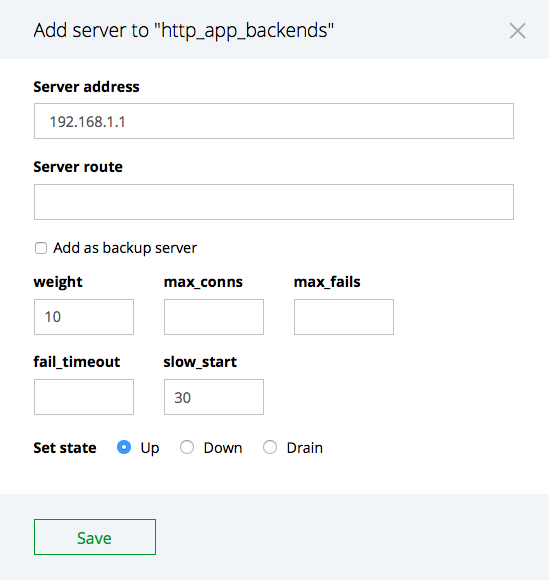 Add server to "http_app_backends"
Server address
192.168.1.1
Server route
Add as backup server
weight max_conns max_fails
10
fail_timeout slow_start
30
Set state Up Down Drain
Save